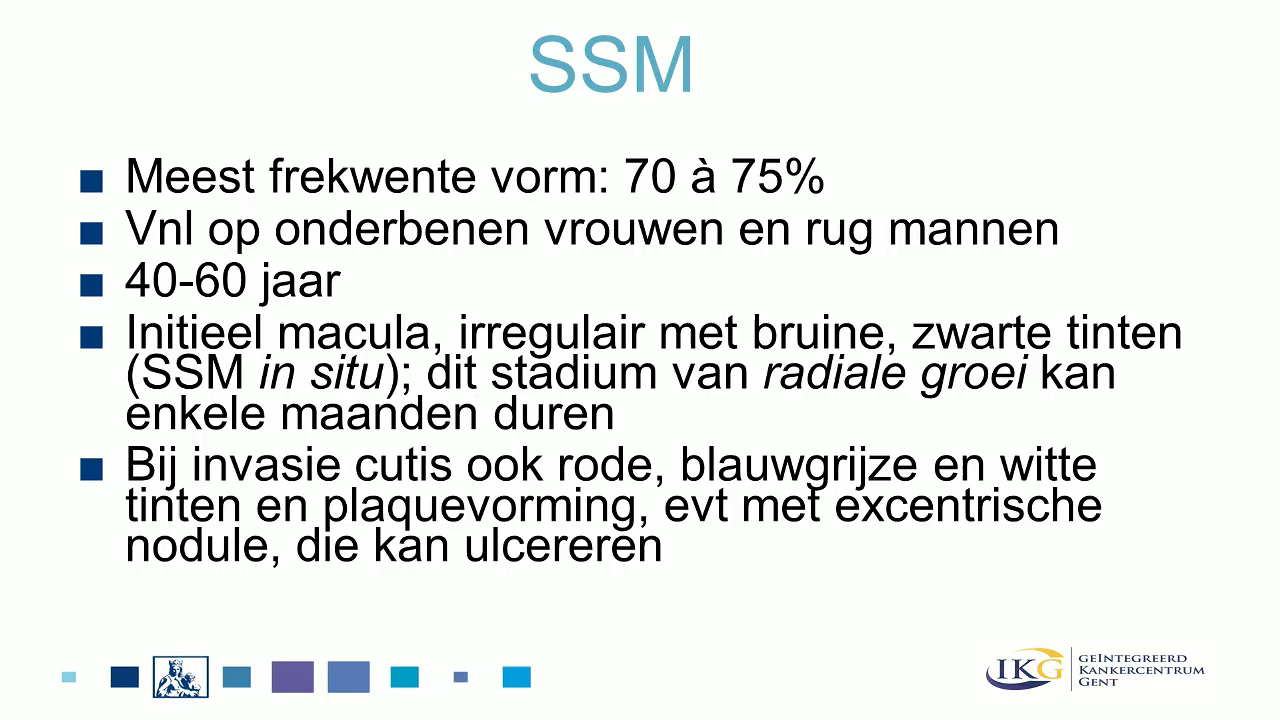 SSM
■ Meest frekwente vorm: 70 à 75%
■ Vnl op onderbenen vrouwen en rug mannen
■ 40-60 jaar
■ Initieel macula, irregulair met bruine, zwarte tinten
(SSM in situ); dit stadium van radiale groei kan
enkele maanden duren
■ Bij invasie cutis ook rode, blauwgrijze en witte
tinten en plaquevorming, evt met excentrische
nodule, die kan ulcereren
IKG
GEÏNTEGREERD
KANKERCENTRUM
GENT